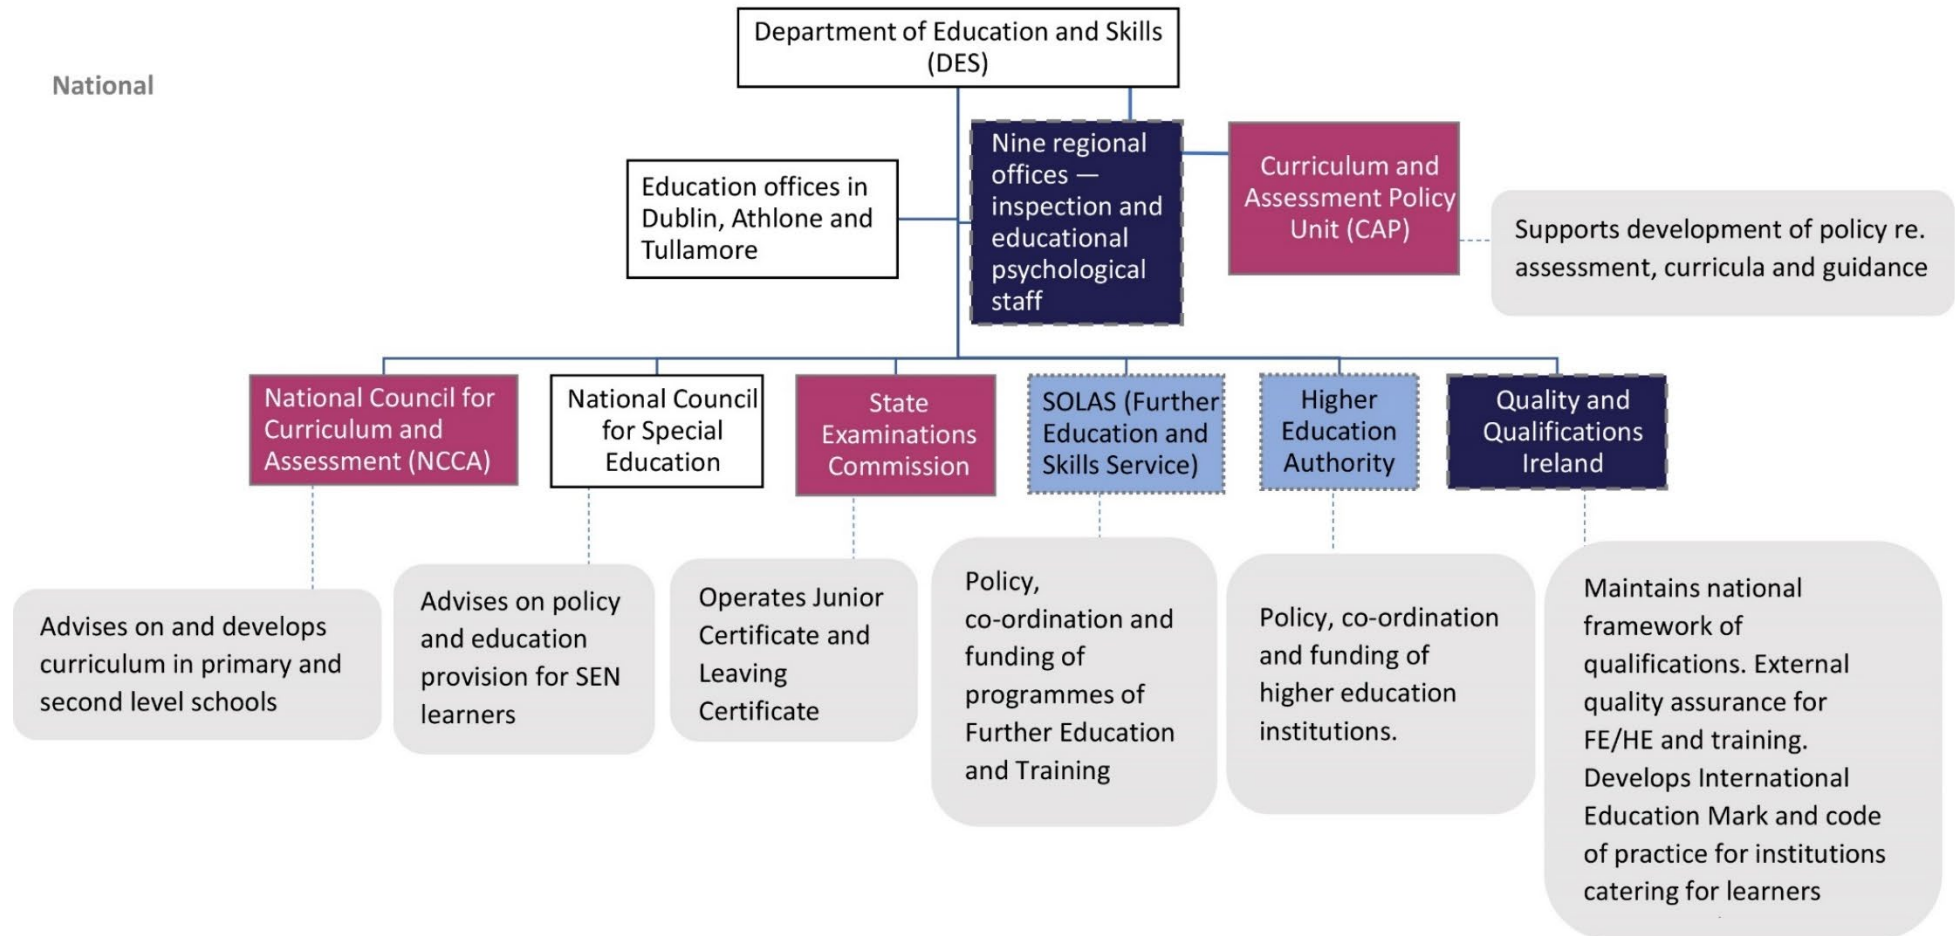 Department of Education and Skills
(DES)
National
Education offices in
Dublin, Athlone and
Tullamore
Nine regional
offices —
inspection and
educational
psychological
staff
Curriculum and
Assessment Policy
Unit (CAP)
Supports development of policy re.
assessment, curricula and guidance
National Council for
Curriculum and
Assessment (NCCA)
National Council
for Special
Education
State
Examinations
Commission
SOLAS (Further
Education and
Skills Service)
Higher
Education
Authority
Quality and
Qualifications
Ireland
Advises on and develops
curriculum in primary and
second level schools
Advises on policy
and education
provision for SEN
learners
Operates Junior
Certificate and
Leaving
Certificate
Policy,
co-ordination and
funding of
programmes of
Further Education
and Training
Policy, co-ordination
and funding of
higher education
institutions.
Maintains national
framework of
qualifications. External
quality assurance for
FE/HE and training.
Develops International
Education Mark and code
of practice for institutions
catering for learners